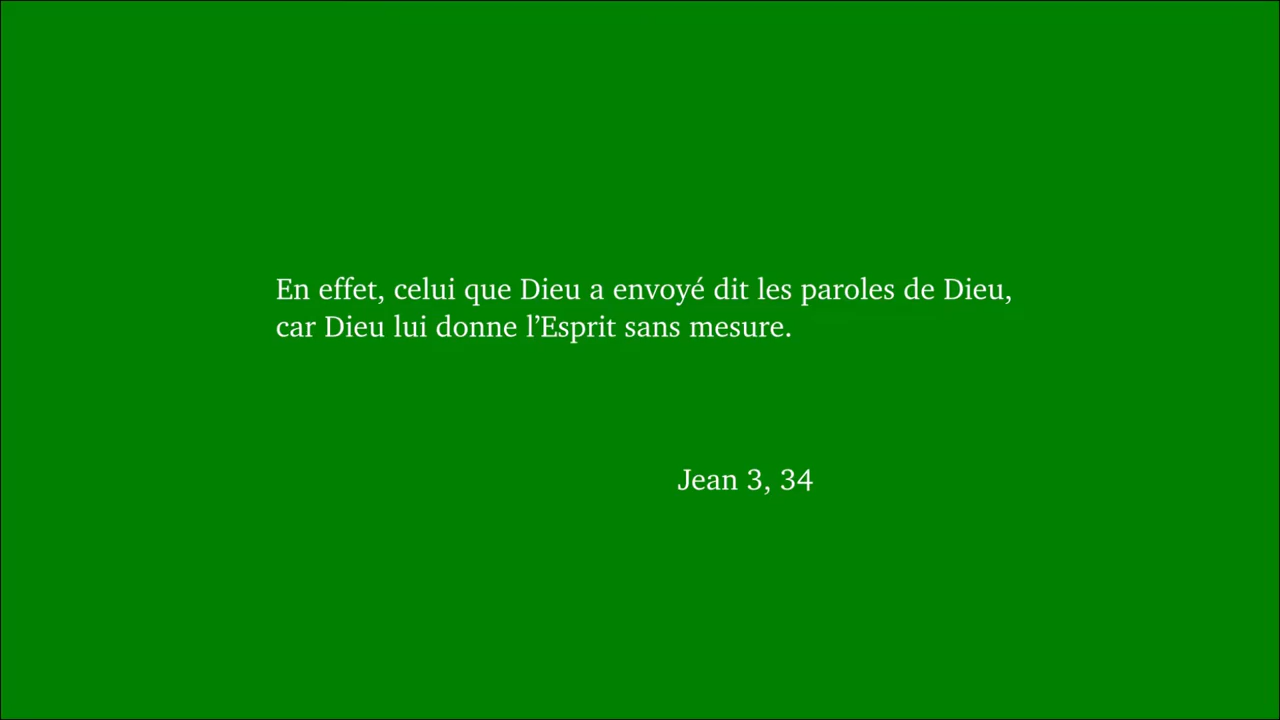 En effet, celui que Dieu a envoyé dit les paroles de Dieu,
car Dieu lui donne l’Esprit sans mesure.
Jean 3, 34